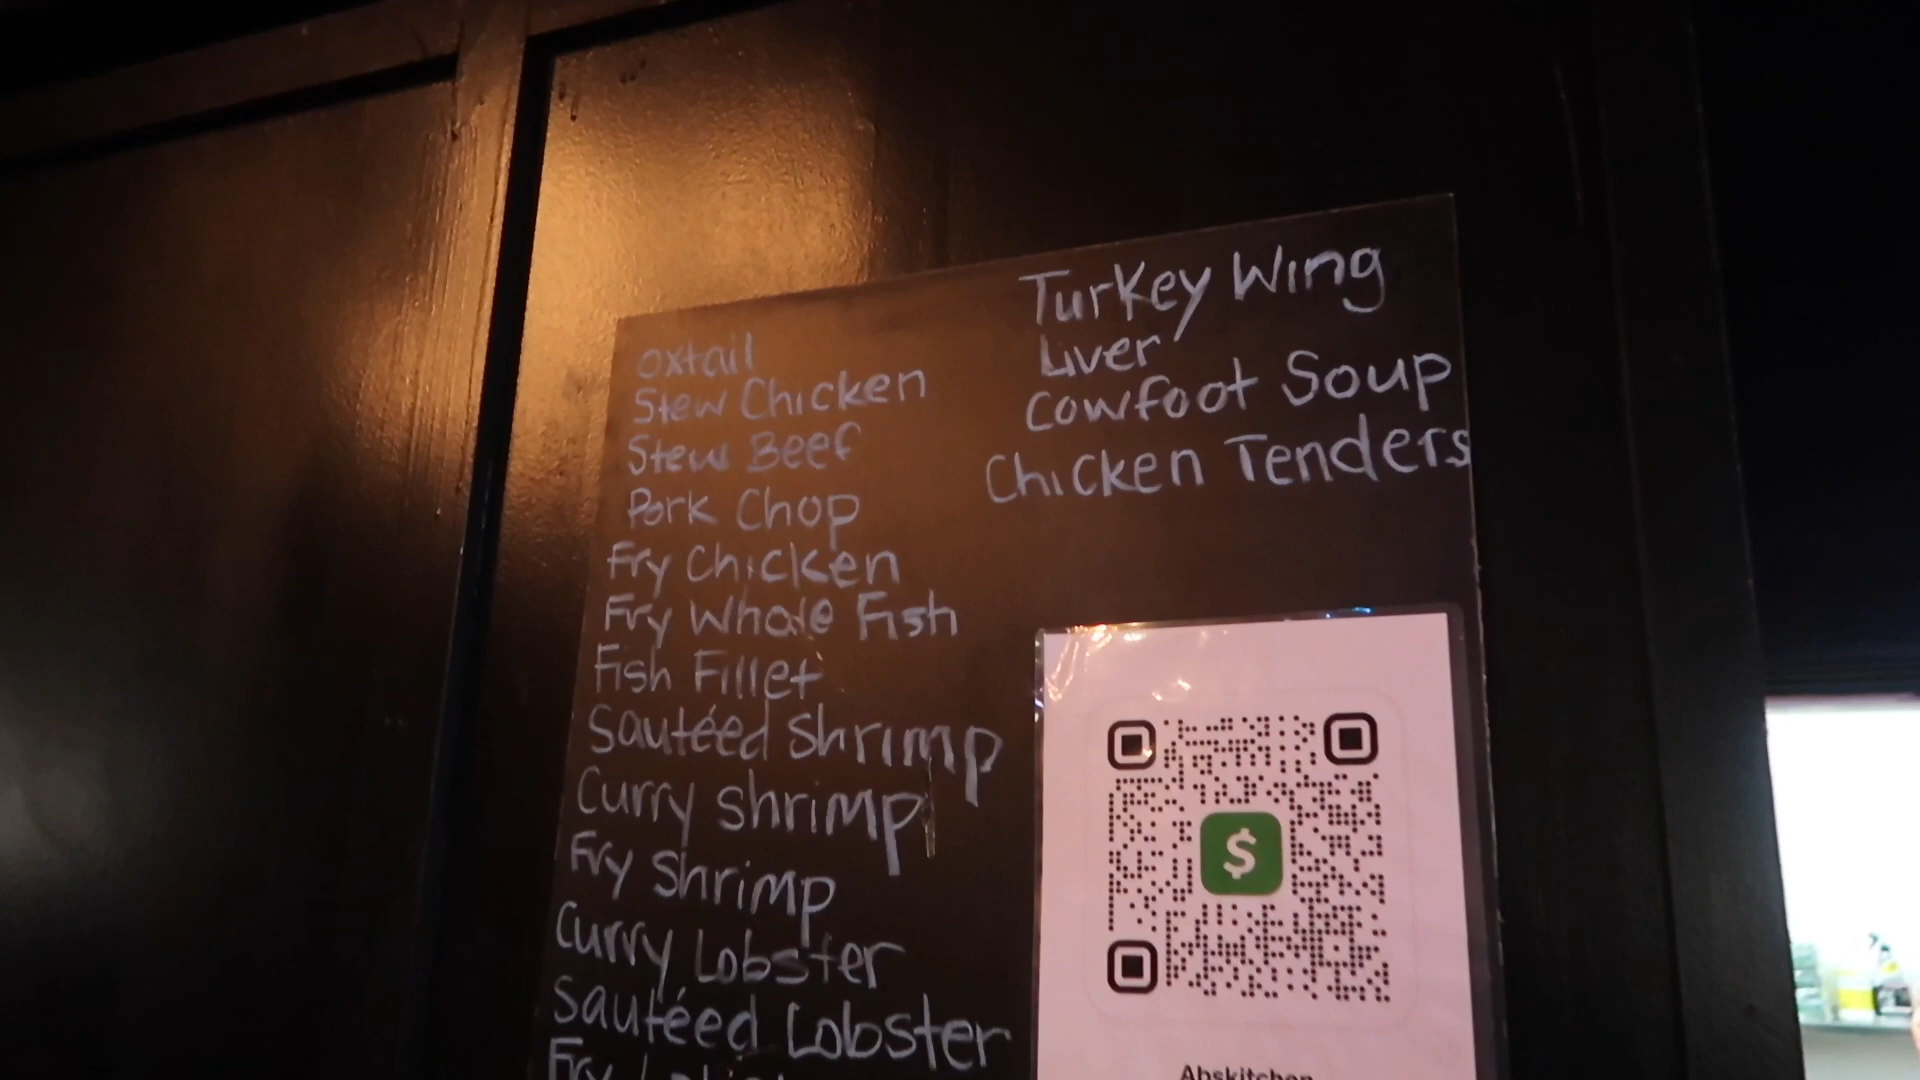 oxtail
Stew Chicken
Stew Beef
Pork Chop
Fry Chicken
Fry Whole Fish
Fish Fillet
Sautéed Shrimp
Curry Shrimp
Fry Shrimp
Curry Lobster
Sautéed Lobster
Fry
Turkey Wing
Liver
Cowfoot Soup
Chicken Tenders
$
Abskitchen